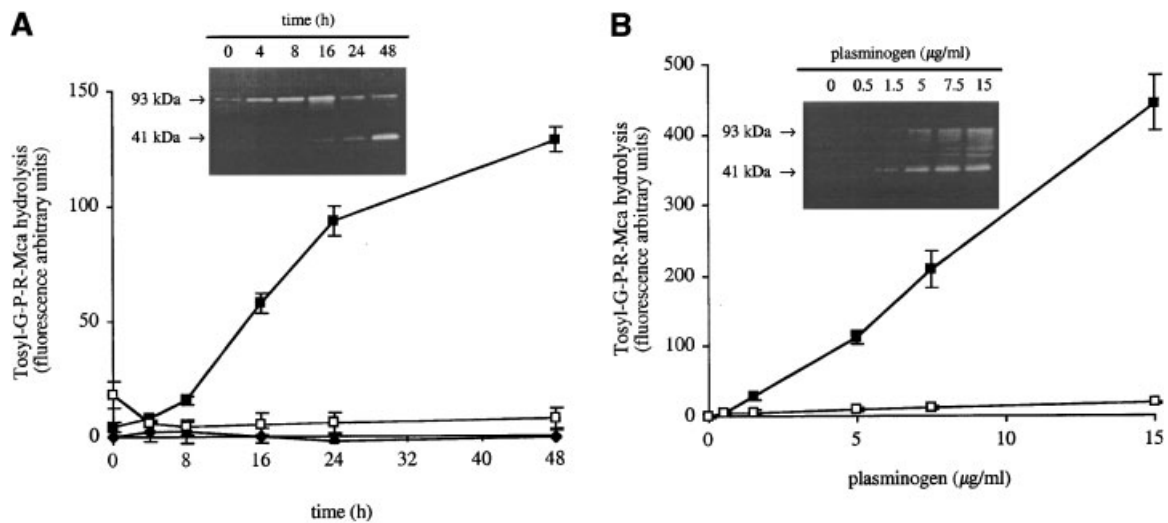 A
time (h)
0 4 8 16 24 48
93 kDa →
41 kDa →
150
100
50
0
Tosyl-G-P-R-Mca hydrolysis
(fluorescence arbitrary units)
0 8 16 24 32 40 48
time (h)
B
plasminogen (µg/ml)
0 0.5 1.5 5 7.5 15
93 kDa →
41 kDa →
500
400
300
200
100
0
Tosyl-G-P-R-Mca hydrolysis
(fluorescence arbitrary units)
0 5 10 15
plasminogen (µg/ml)